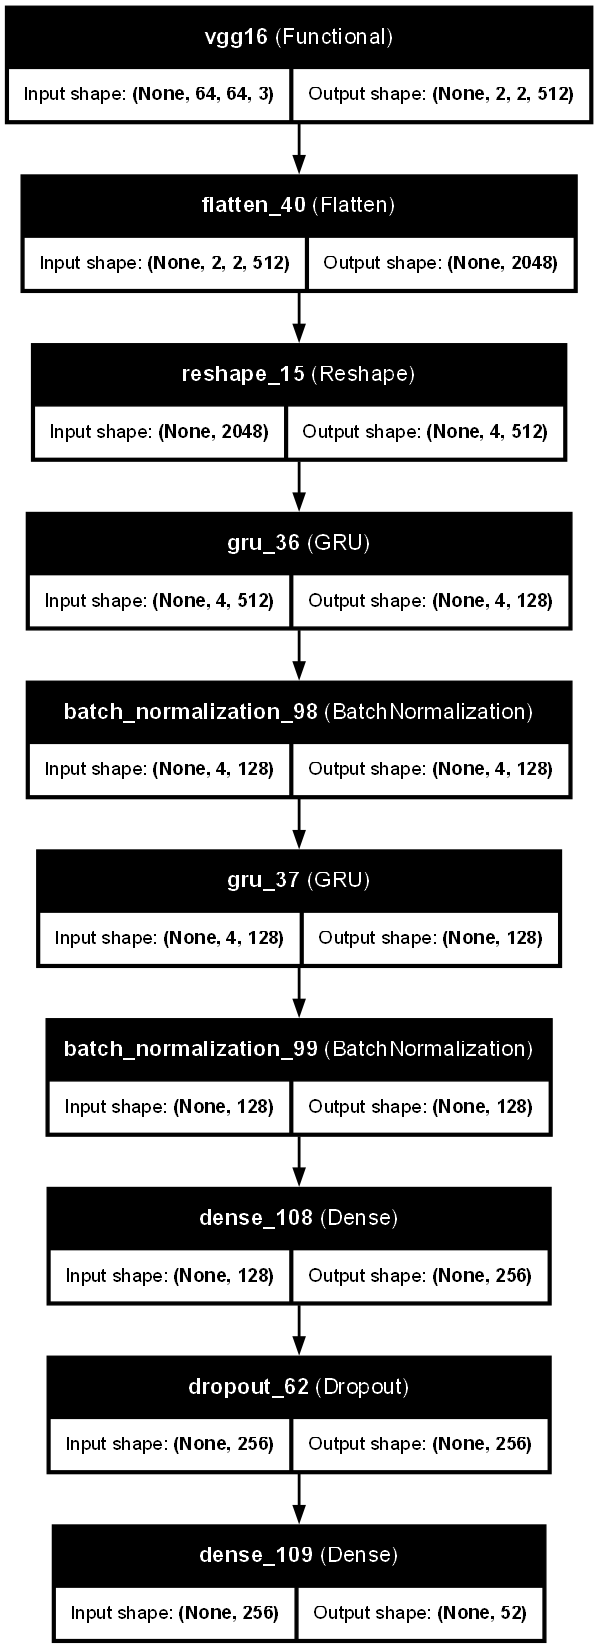 vgg16 (Functional)
Input shape: (None, 64, 64, 3) Output shape: (None, 2, 2, 512)
flatten_40 (Flatten)
Input shape: (None, 2, 2, 512) Output shape: (None, 2048)
reshape_15 (Reshape)
Input shape: (None, 2048) Output shape: (None, 4, 512)
gru_36 (GRU)
Input shape: (None, 4, 512) Output shape: (None, 4, 128)
batch_normalization_98 (BatchNormalization)
Input shape: (None, 4, 128) Output shape: (None, 4, 128)
gru_37 (GRU)
Input shape: (None, 4, 128) Output shape: (None, 128)
batch_normalization_99 (BatchNormalization)
Input shape: (None, 128) Output shape: (None, 128)
dense_108 (Dense)
Input shape: (None, 128) Output shape: (None, 256)
dropout_62 (Dropout)
Input shape: (None, 256) Output shape: (None, 256)
dense_109 (Dense)
Input shape: (None, 256) Output shape: (None, 52)